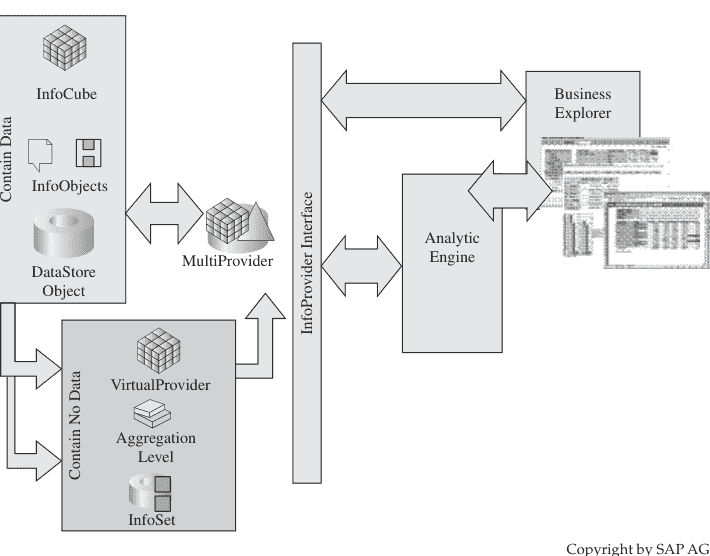 Contain Data
InfoCube
InfoObjects
DataStore
Object
MultiProvider
Contain No Data
VirtualProvider
Aggregation
Level
InfoSet
InfoProvider Interface
Analytic
Engine
Business
Explorer
Copyright by SAP AG